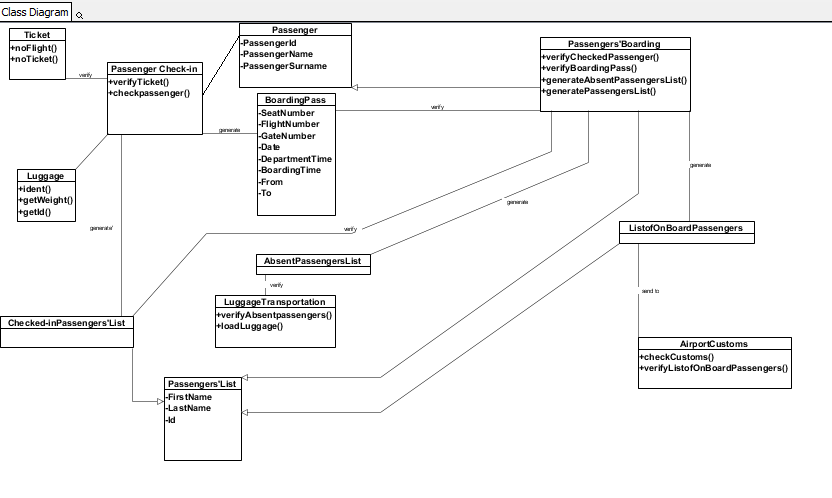 Class Diagram
Ticket
+noFlight()
+noTicket()
verify
Passenger Check-in
+verifyTicket()
+checkpassenger()
Passenger
-PassengerId
-PassengerName
-PassengerSurname
Passengers'Boarding
+verifyCheckedPassenger()
+verifyBoardingPass()
+generateAbsentPassengersList()
+generatePassengersList()
BoardingPass
-SeatNumber
-FlightNumber
-GateNumber
-Date
-DepartmentTime
-BoardingTime
-From
-To
verify
generate
Luggage
+ident()
+getWeight()
+getId()
generate
generate
generate'
verify
ListofOnBoardPassengers
AbsentPassengersList
verify
LuggageTransportation
+verifyAbsentpassengers()
+loadLuggage()
send to
Checked-inPassengers'List
AirportCustoms
+checkCustoms()
+verifyListofOnBoardPassengers()
Passengers'List
-FirstName
-LastName
-Id